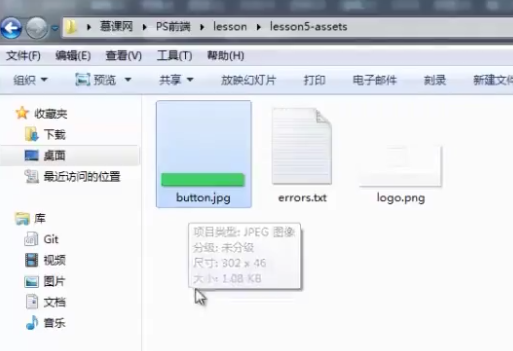 慕课网 ▸ PS前端 ▸ lesson ▸ lesson5-assets
文件(F) 编辑(E) 查看(V) 工具(T) 帮助(H)
组织 预览 共享 放映幻灯片 打印 电子邮件 刻录 新建文件
收藏夹
下载
桌面
最近访问的位置
库
Git
视频
图片
文档
音乐
button.jpg errors.txt logo.png
项目类型: JPEG 图像
分级: 未分级
尺寸: 302 x 46
大小: 1.08 KB